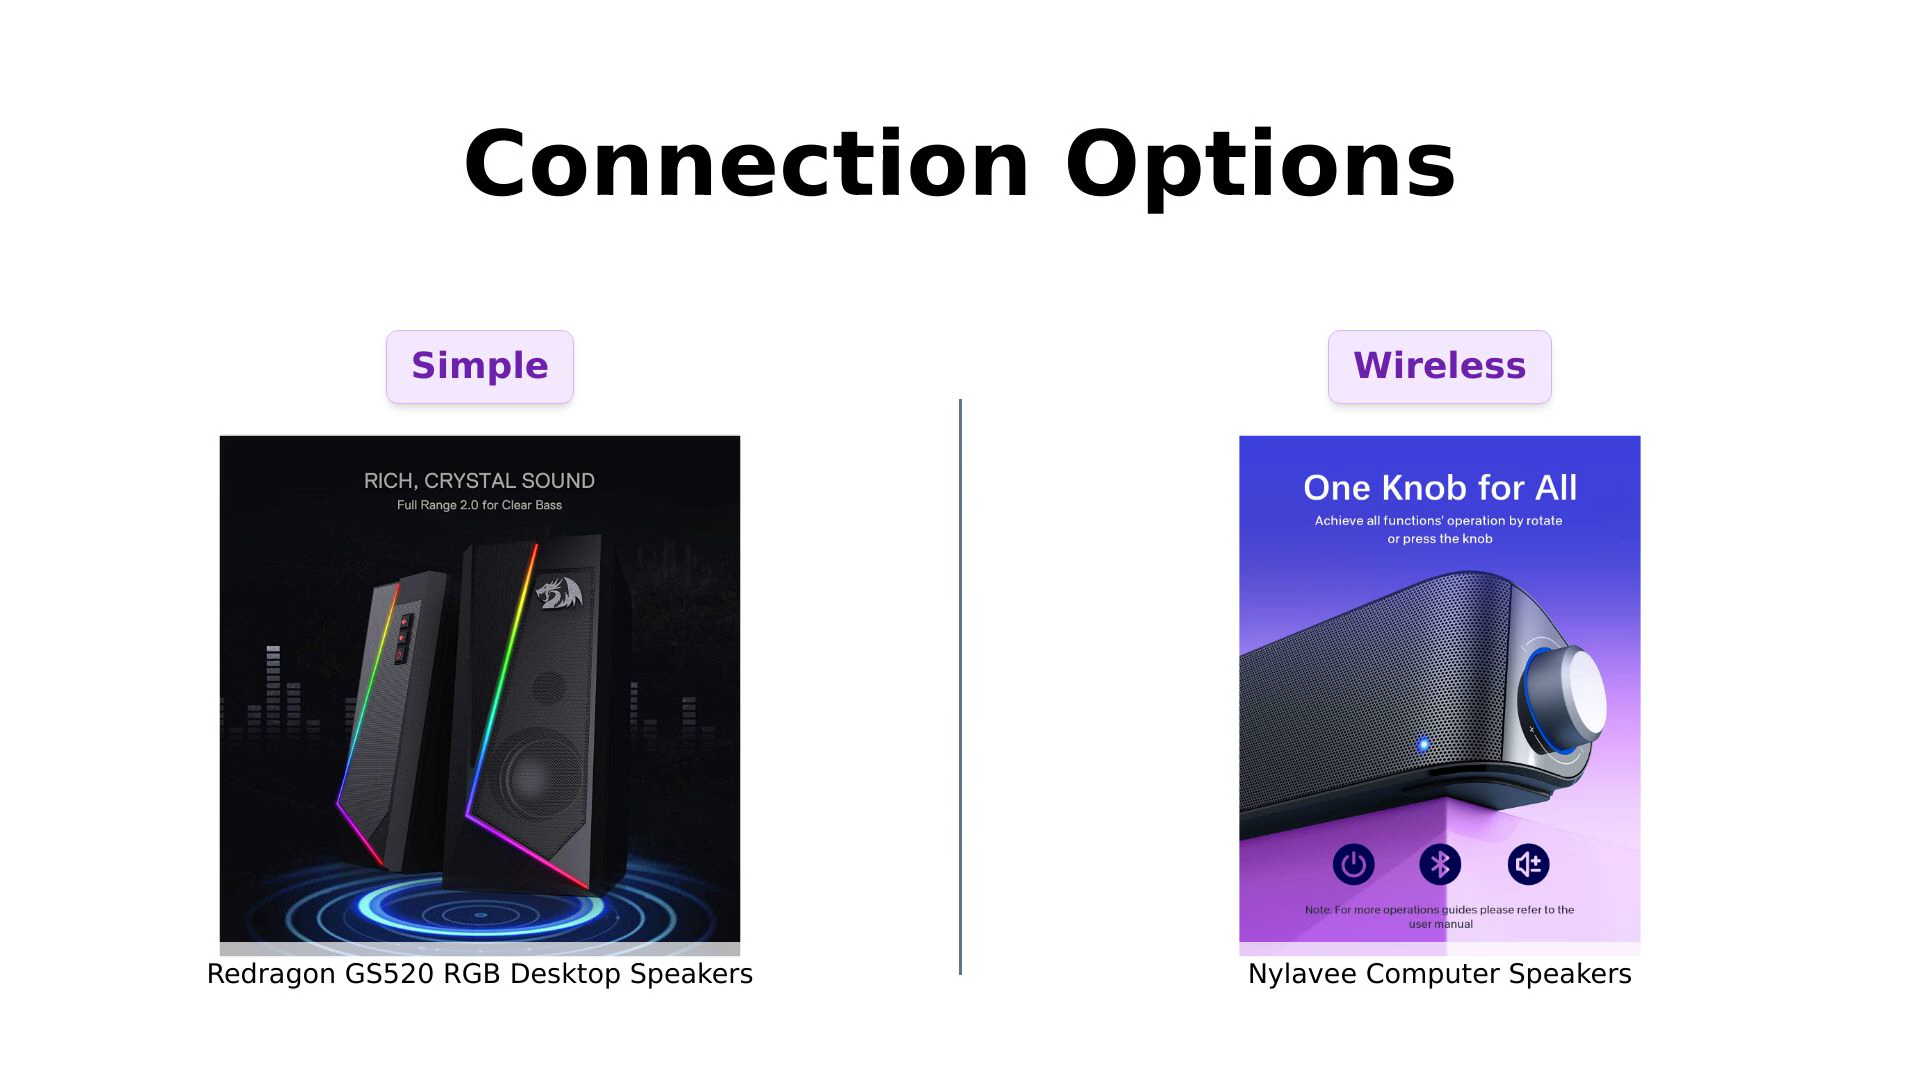 Connection Options
Simple
RICH, CRYSTAL SOUND
Full Range 2.0 for Clear Bass
Redragon GS520 RGB Desktop Speakers
Wireless
One Knob for All
Achieve all functions' operation by rotate
or press the knob
Note: For more operations guides please refer to the
user manual
Nylavee Computer Speakers